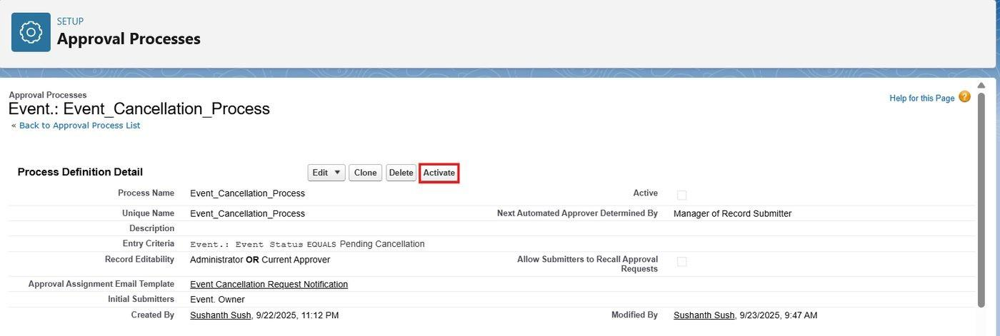 SETUP
Approval Processes
Approval Processes
Event.: Event_Cancellation_Process
Help for this Page ?
« Back to Approval Process List
Process Definition Detail Edit ▼ Clone Delete Activate
Process Name Event_Cancellation_Process Active
Unique Name Event_Cancellation_Process Next Automated Approver Determined By Manager of Record Submitter
Description
Entry Criteria Event.: Event Status EQUALS Pending Cancellation
Record Editability Administrator OR Current Approver Allow Submitters to Recall Approval
Requests
Approval Assignment Email Template Event Cancellation Request Notification
Initial Submitters Event. Owner
Created By Sushanth Sush, 9/22/2025, 11:12 PM Modified By Sushanth Sush, 9/23/2025, 9:47 AM